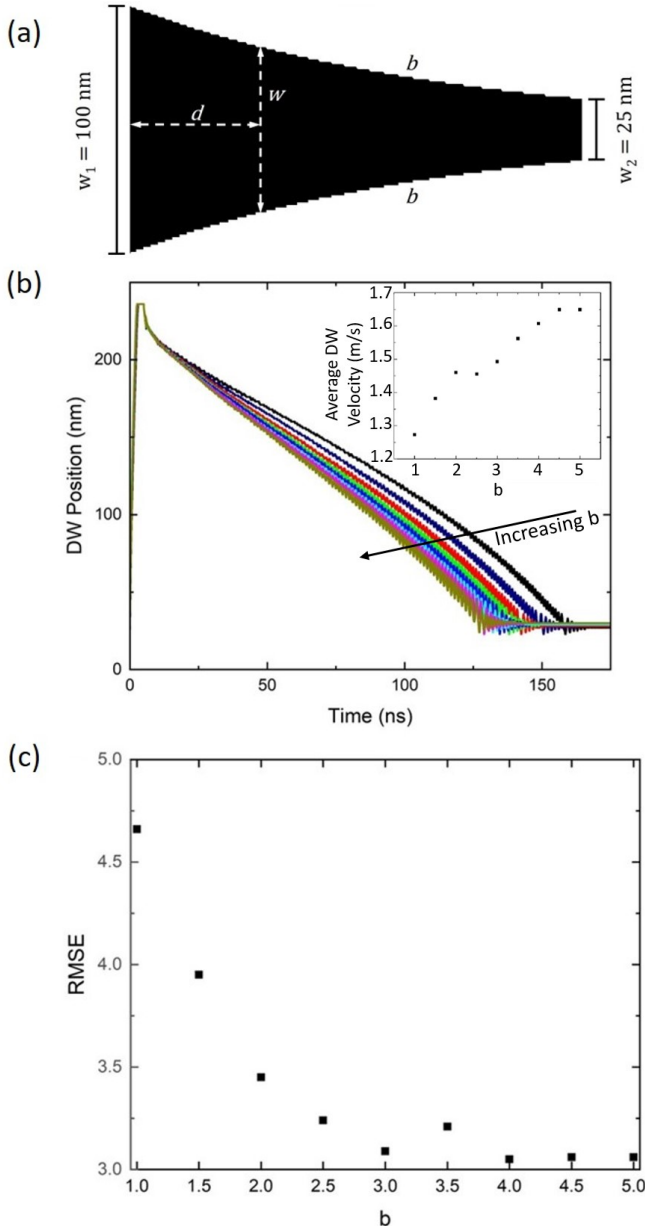 (a)
w₁ = 100 nm
d
w
b
b
w₂ = 25 nm
(b)
DW Position (nm)
200
100
0
0
50
100
150
Time (ns)
Average DW
Velocity (m/s)
1.7
1.6
1.5
1.4
1.3
1.2
1
2
3
4
5
b
Increasing b
(c)
RMSE
5.0
4.5
4.0
3.5
3.0
1.0
1.5
2.0
2.5
3.0
3.5
4.0
4.5
5.0
b